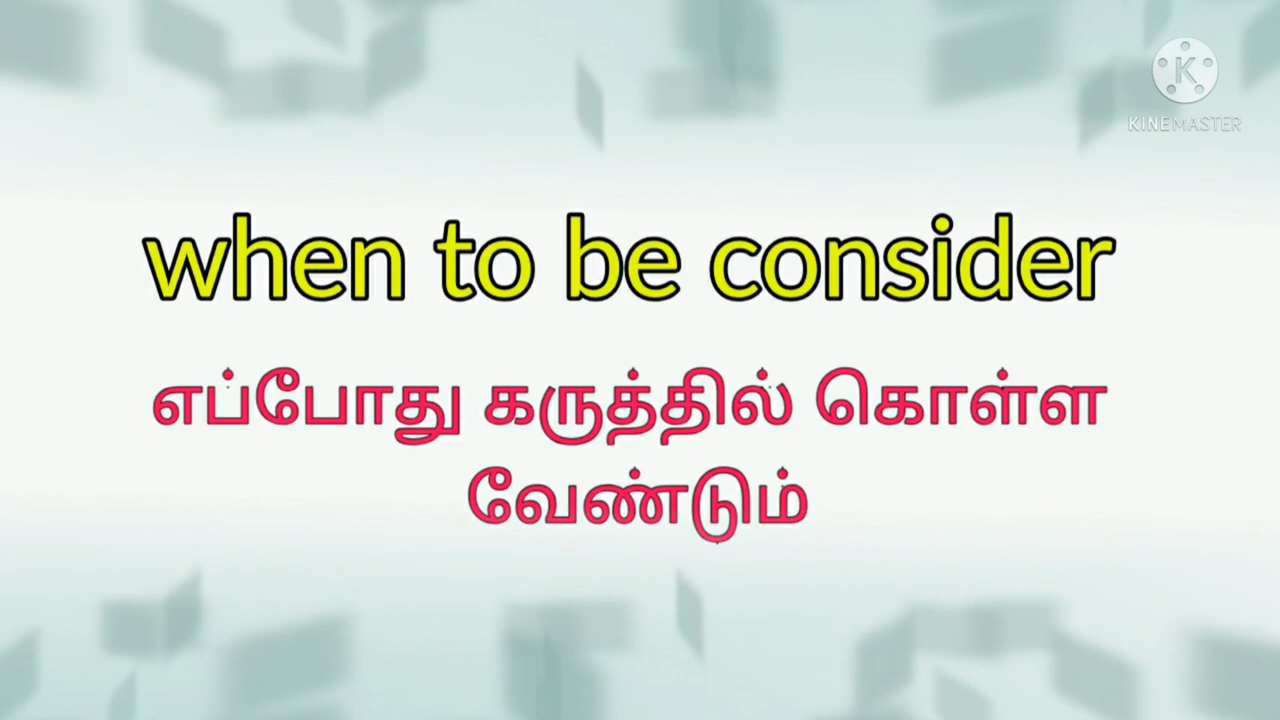 KINEMASTER
when to be consider
எப்போது கருத்தில் கொள்ள
வேண்டும்